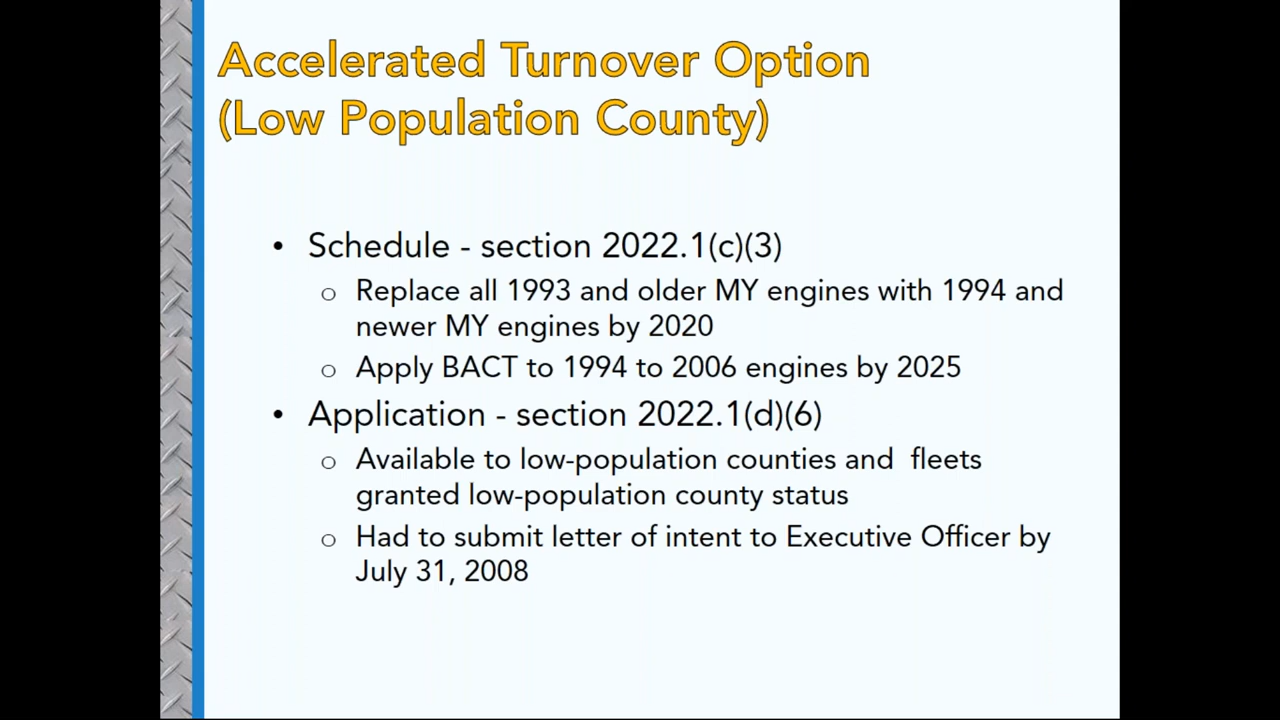 Accelerated Turnover Option
(Low Population County)
• Schedule - section 2022.1(c)(3)
o Replace all 1993 and older MY engines with 1994 and
newer MY engines by 2020
o Apply BACT to 1994 to 2006 engines by 2025
• Application - section 2022.1(d)(6)
o Available to low-population counties and  fleets
granted low-population county status
o Had to submit letter of intent to Executive Officer by
July 31, 2008